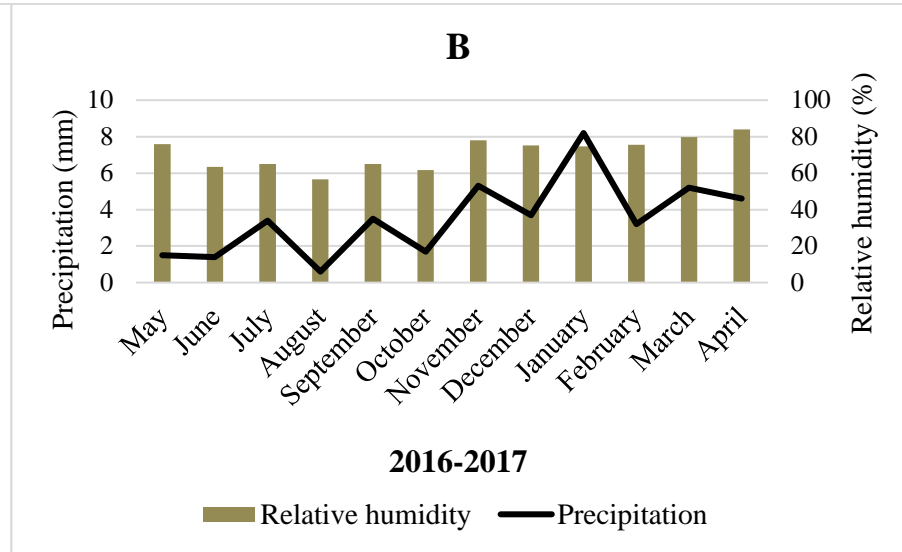 B
Precipitation (mm)
10
8
6
4
2
0
100
80
60
40
20
0
Relative humidity (%)
May
June
July
August
September
October
November
December
January
February
March
April
2016-2017
Relative humidity
Precipitation